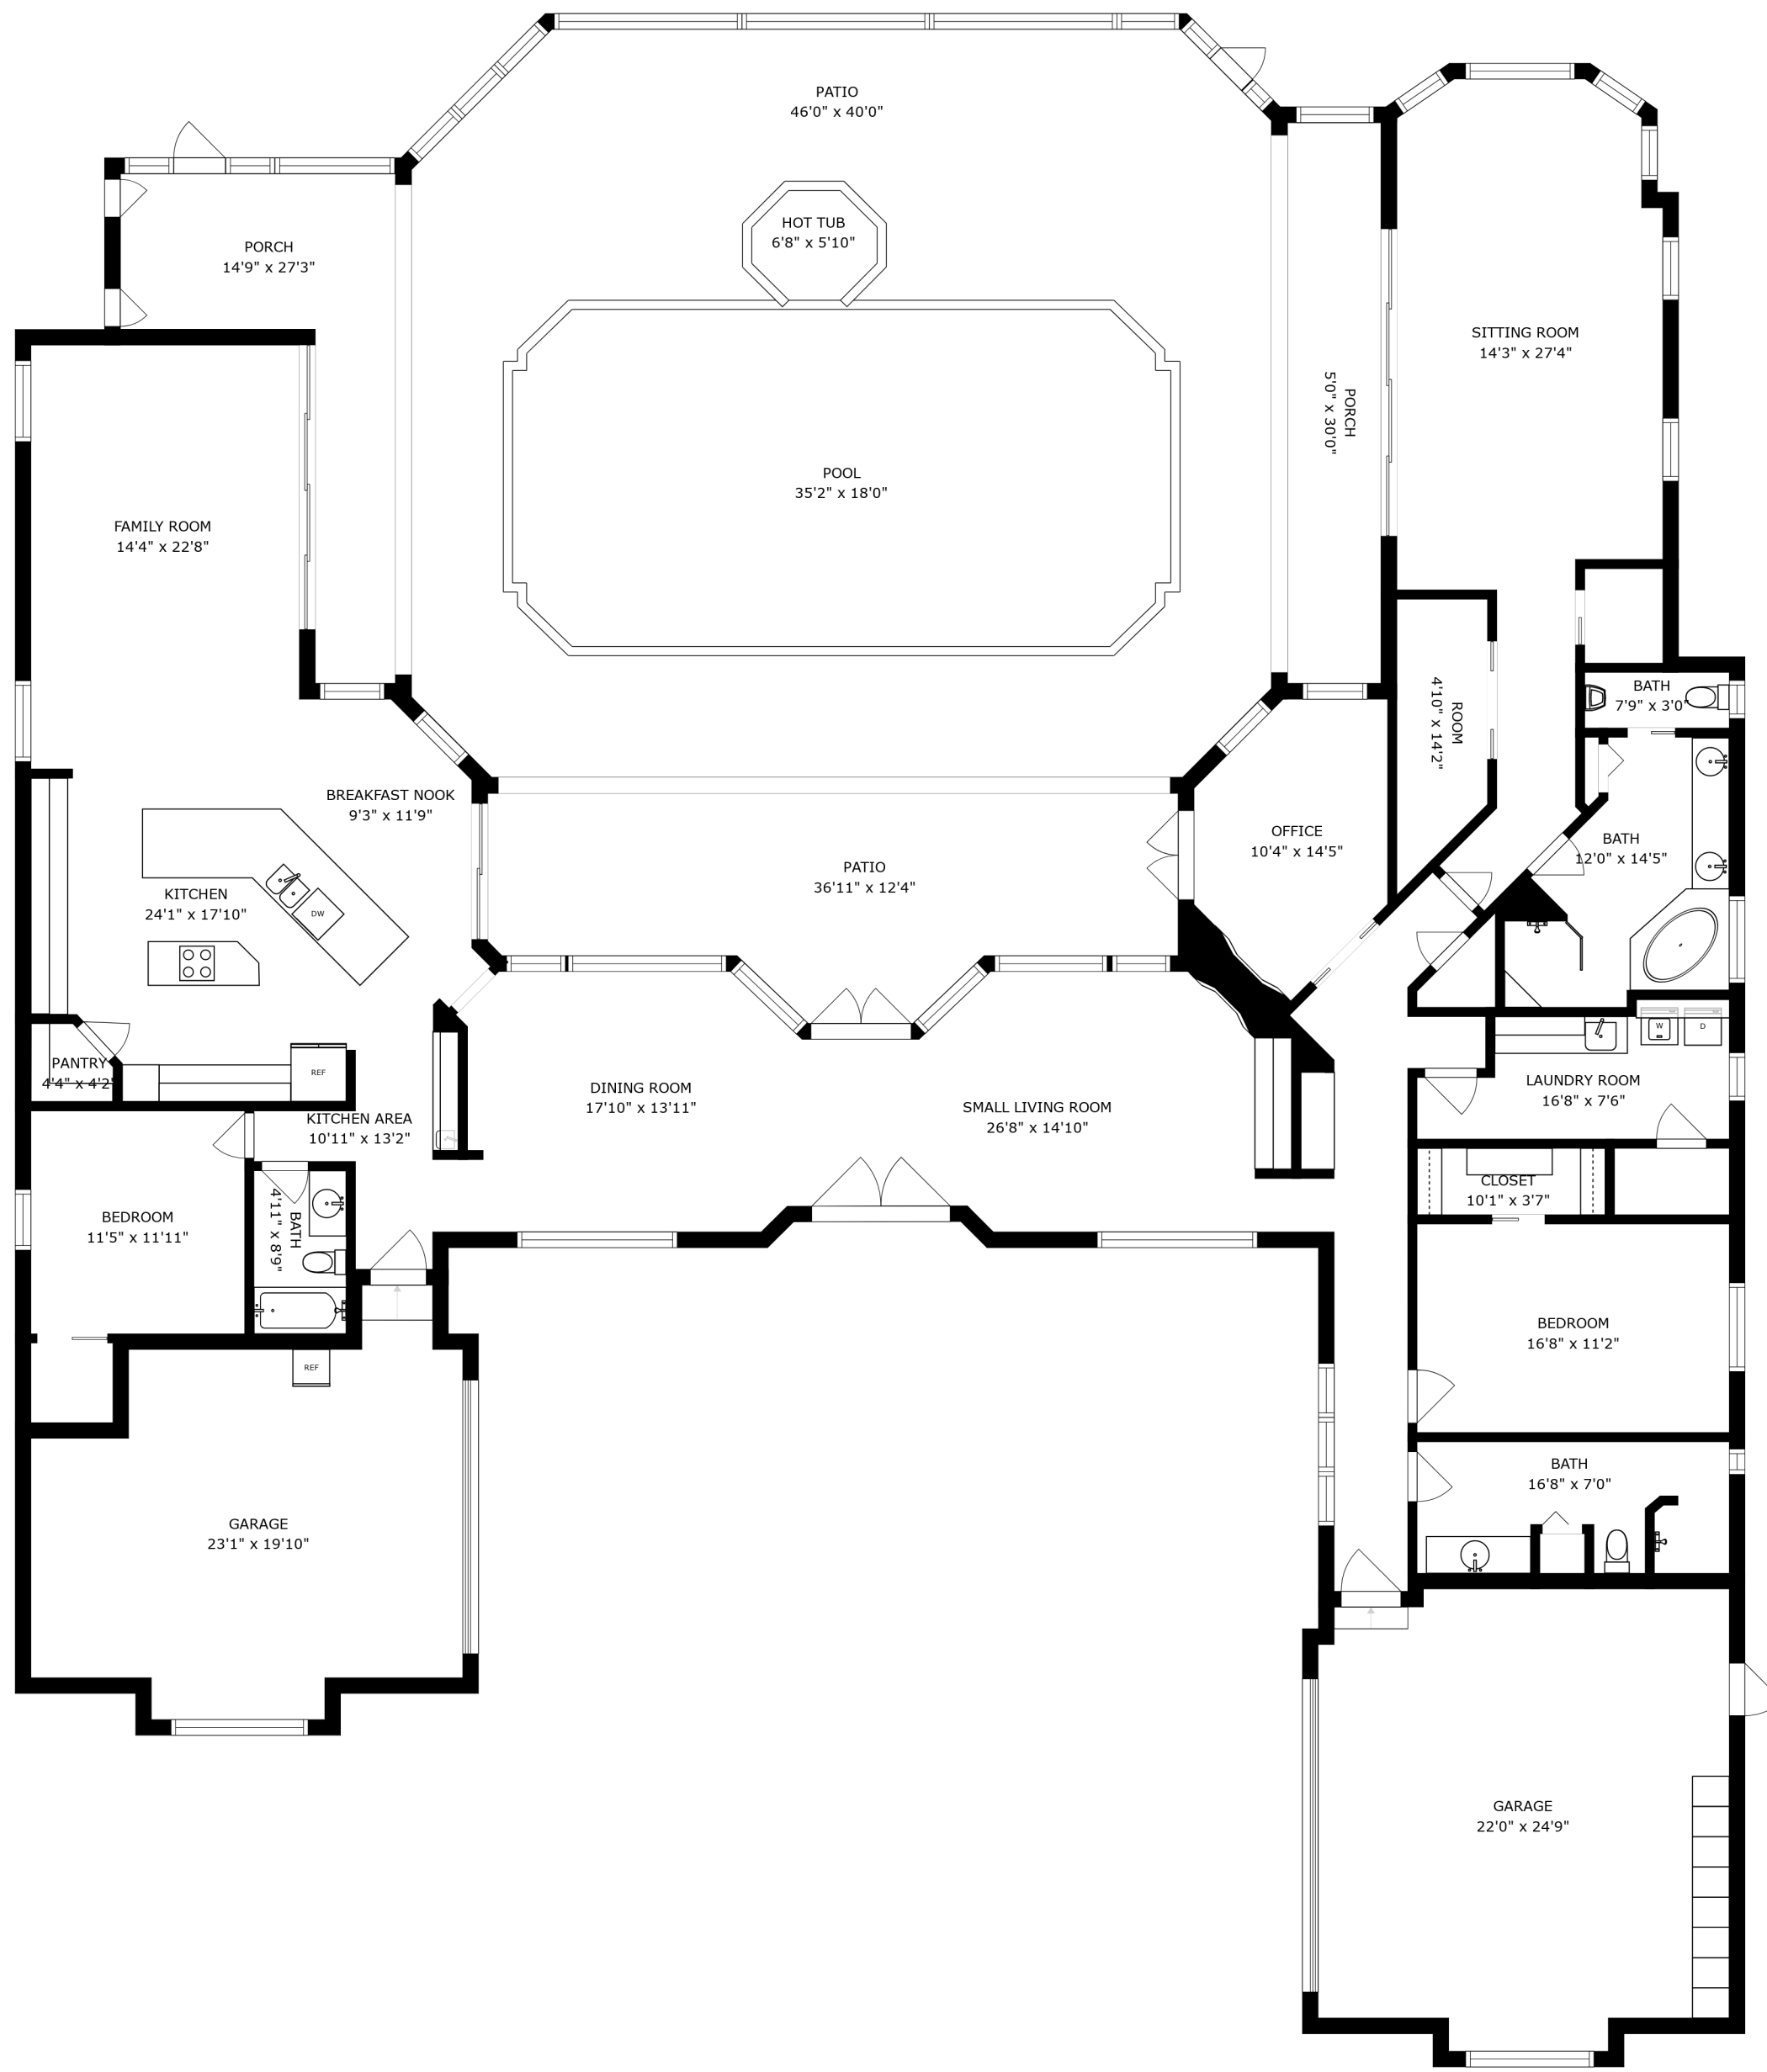 PATIO
46'0" x 40'0"
HOT TUB
6'8" x 5'10"
PORCH
14'9" x 27'3"
SITTING ROOM
14'3" x 27'4"
PORCH
5'0" x 30'0"
POOL
35'2" x 18'0"
FAMILY ROOM
14'4" x 22'8"
BATH
7'9" x 3'0"
ROOM
4'10" x 14'2"
BREAKFAST NOOK
9'3" x 11'9"
OFFICE
10'4" x 14'5"
BATH
12'0" x 14'5"
PATIO
36'11" x 12'4"
KITCHEN
24'1" x 17'10"
DW
W
D
PANTRY
4'4" x 4'2"
REF
DINING ROOM
17'10" x 13'11"
SMALL LIVING ROOM
26'8" x 14'10"
LAUNDRY ROOM
16'8" x 7'6"
KITCHEN AREA
10'11" x 13'2"
CLOSET
10'1" x 3'7"
BEDROOM
11'5" x 11'11"
BATH
4'11" x 8'9"
BEDROOM
16'8" x 11'2"
REF
BATH
16'8" x 7'0"
GARAGE
23'1" x 19'10"
GARAGE
22'0" x 24'9"